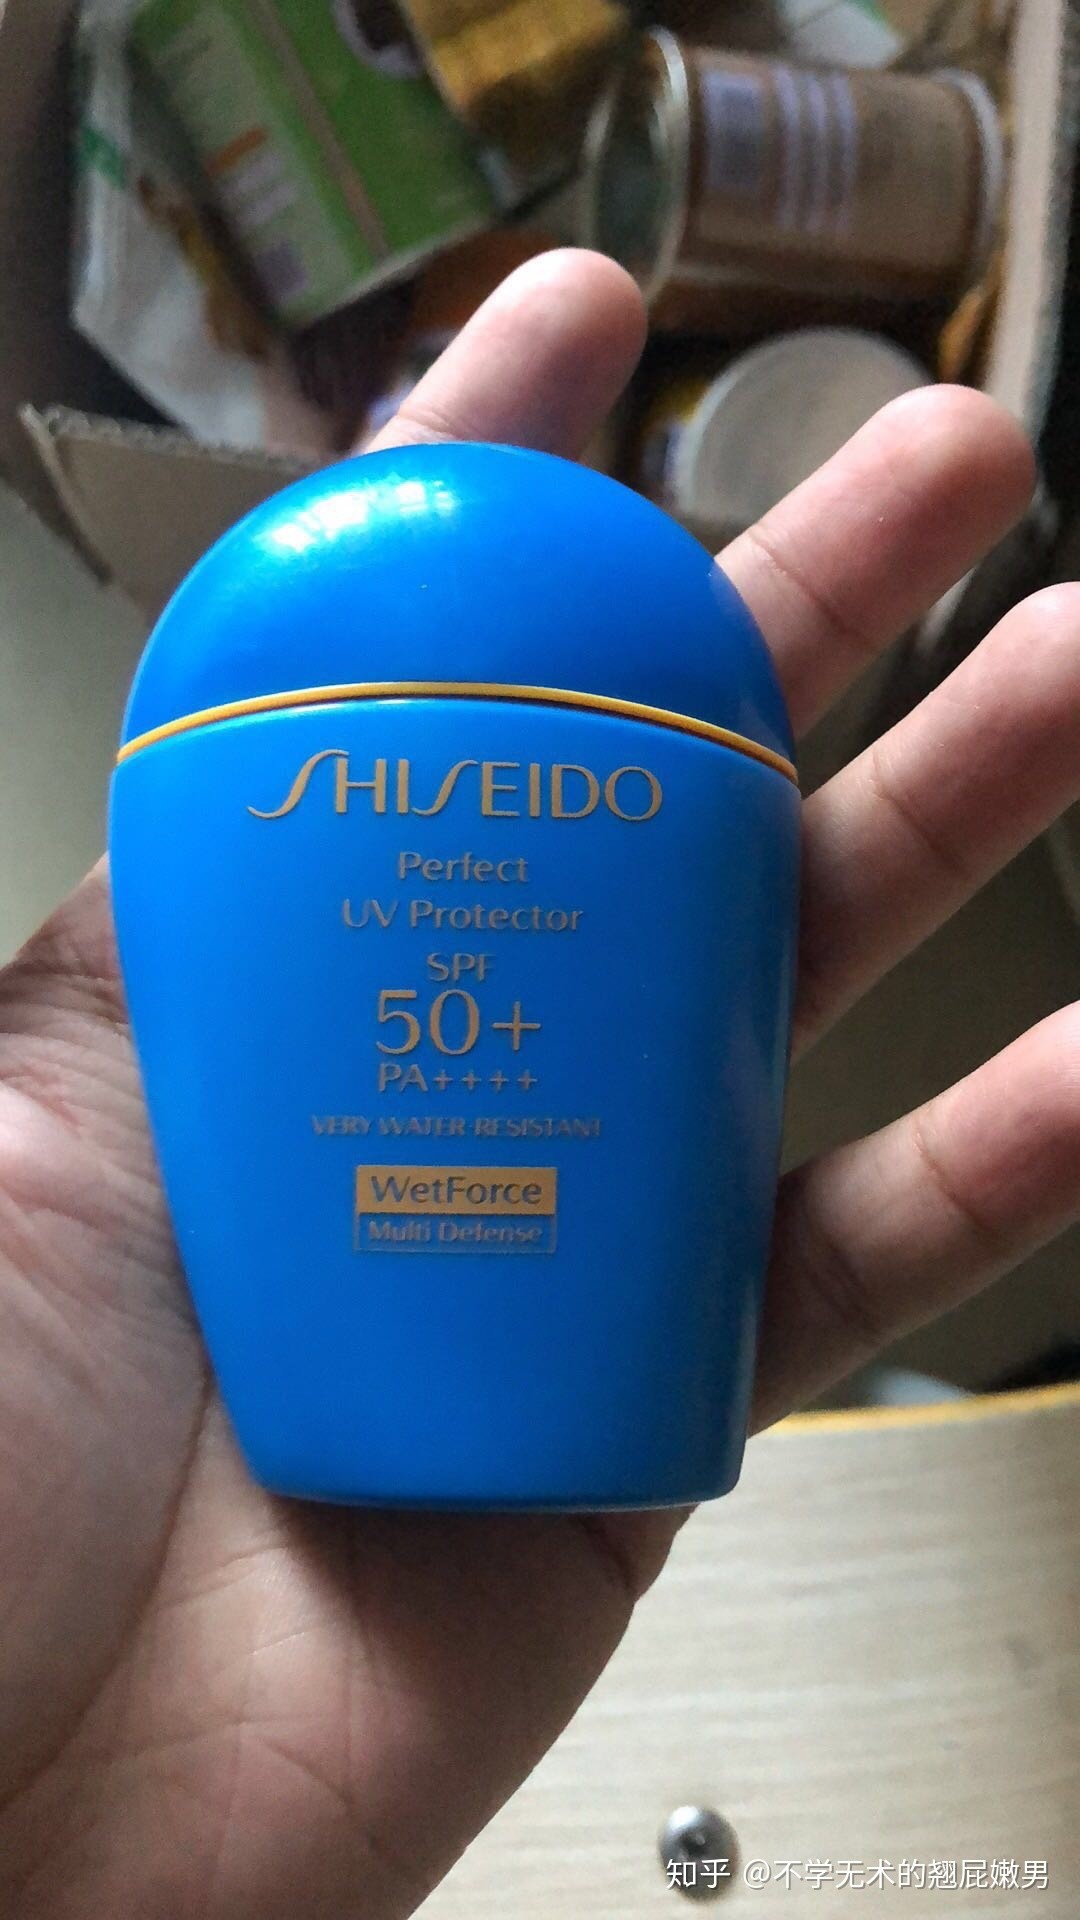 SHISEIDO
Perfect
UV Protector
SPF
50+
PA++++
VERY WATER-RESISTANT
WetForce
Multi Defense
知乎 @不学无术的翘屁嫩男